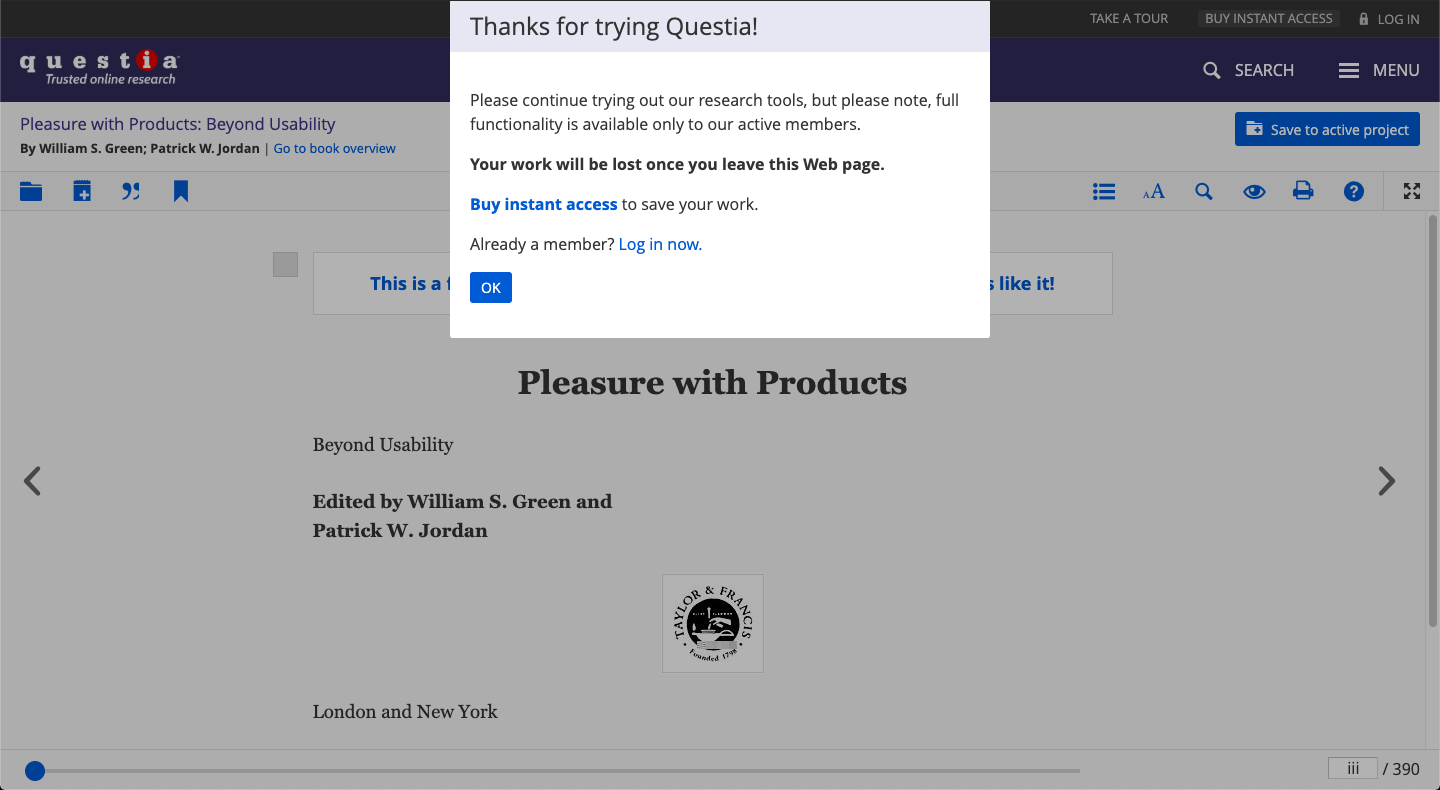 Thanks for trying Questia!
TAKE A TOUR
BUY INSTANT ACCESS
LOG IN
questia
Trusted online research
SEARCH
MENU
Please continue trying out our research tools, but please note, full
functionality is available only to our active members.
Your work will be lost once you leave this Web page.
Buy instant access to save your work.
Already a member? Log in now.
OK
Pleasure with Products: Beyond Usability
By William S. Green; Patrick W. Jordan | Go to book overview
Save to active project
AA
This is a
like it!
Pleasure with Products
Beyond Usability
Edited by William S. Green and
Patrick W. Jordan
TAYLOR & FRANCIS
Founded 1798
London and New York
iii / 390